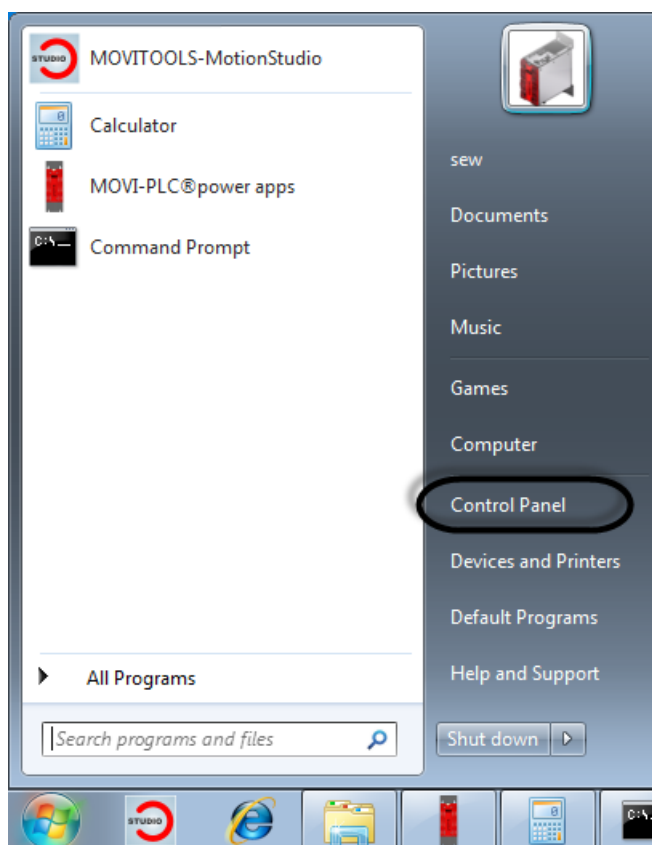 STUDIO
MOVITOOLS-MotionStudio
Calculator
MOVI-PLC®power apps
C:\
Command Prompt
All Programs
Search programs and files
sew
Documents
Pictures
Music
Games
Computer
Control Panel
Devices and Printers
Default Programs
Help and Support
Shut down
STUDIO
C:\